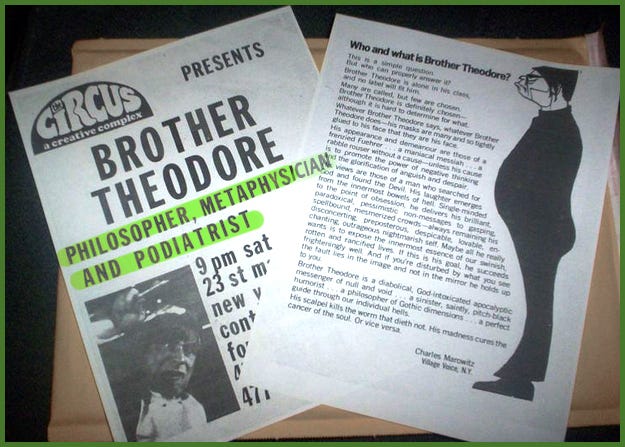 the
CIRCUS
a creative complex
PRESENTS
BROTHER
THEODORE
PHILOSOPHER, METAPHYSICIAN
AND PODIATRIST
9 pm sat
23 st
new
cont
fo
Who and what is Brother Theodore?
This is a simple question.
But who can properly answer it?
Brother Theodore is alone in his class,
and no label will fit him.
Many are called, but few are chosen.
Brother Theodore is definitely chosen—
although it is hard to determine for what.
Whatever Brother Theodore says, whatever Brother
Theodore does—his masks are many and so tightly
glued to his face that they are his face.
His appearance and demeanour are those of a
frenzied Fuehrer . . . a maniacal messiah . . . a
rabble rouser without a cause—unless his cause
is to promote the power of negative thinking
the glorification of anguish and despair.
views are those of a man who searched for
and found the Devil. His laughter emerges
from the innermost bowels of hell. Single-minded
to the point of obsession, he delivers his brilliant,
paradoxical, pessimistic non-messages to gasping,
spellbound, mesmerized crowds—always remaining his
disconcerting, preposterous, despicable, lovable, en-
chanting, outrageous nightmarish self. Maybe all he really
wants is to expose the innermost essence of our swinish,
rotten and rancified lives. If this is his goal, he succeeds
frighteningly well. And if you're disturbed by what you see
the fault lies in the image and not in the mirror he holds up
to you.
Brother Theodore is a diabolical, God-intoxicated apocalyptic
messenger of null and void . . . a sinister, saintly, pitch-black
humorist . . . a philosopher of Gothic dimensions . . . a perfect
guide through our individual hells.
His scalpel kills the worm that dieth not. His madness cures the
cancer of the soul. Or vice versa.
Charles Marowitz
Village Voice, N.Y.